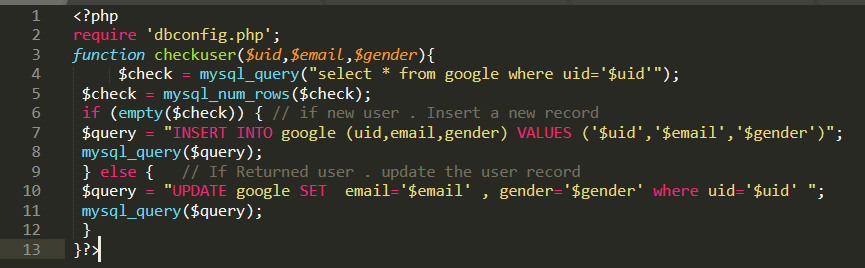 1 <?php
2 require 'dbconfig.php';
3 function checkuser($uid,$email,$gender){
4 $check = mysql_query("select * from google where uid='$uid'");
5 $check = mysql_num_rows($check);
6 if (empty($check)) { // if new user . Insert a new record
7 $query = "INSERT INTO google (uid,email,gender) VALUES ('$uid','$email','$gender')";
8 mysql_query($query);
9 } else {   // If Returned user . update the user record
10 $query = "UPDATE google SET  email='$email' , gender='$gender' where uid='$uid' ";
11 mysql_query($query);
12 }
13 }?>